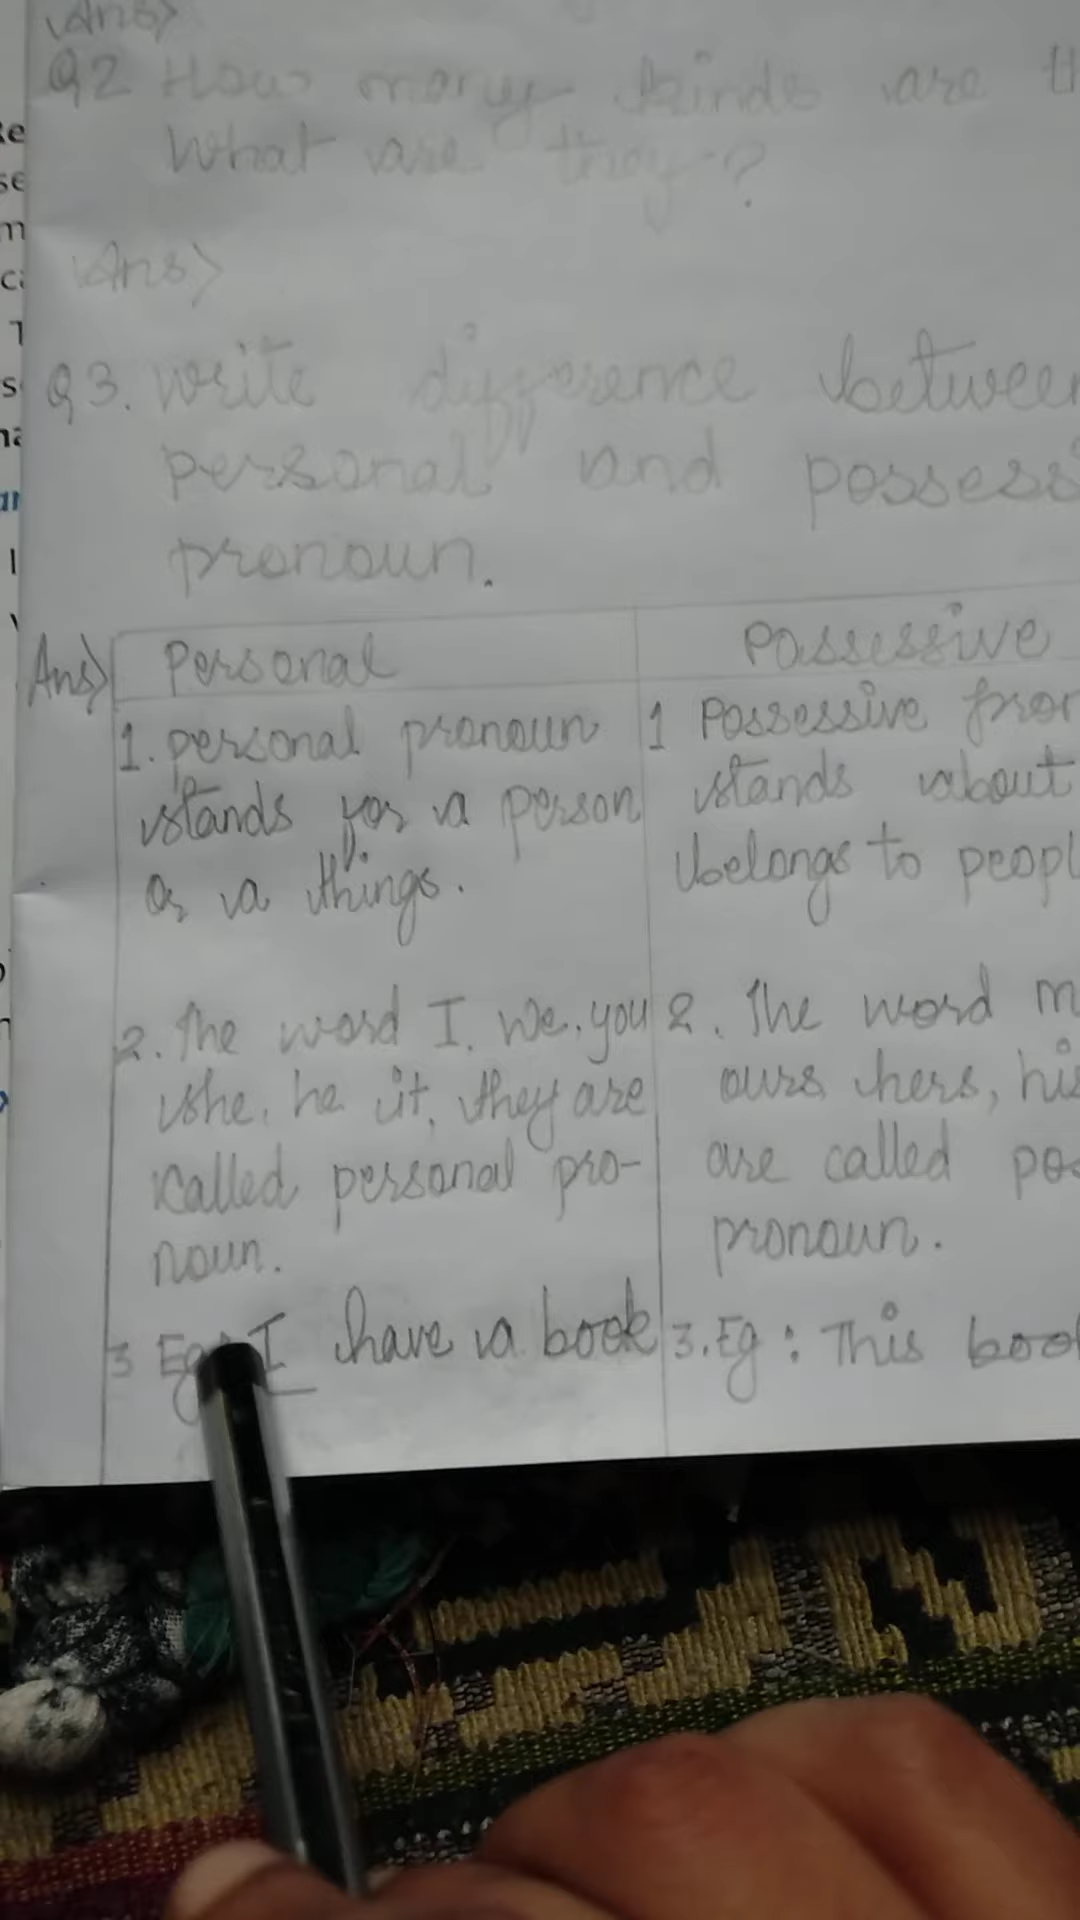 Ans>
Q2 How many kinds are
What are they?
Ans>
Q3. Write difference between
personal and
pronoun.
Ans> Personal
Possessive
1. personal pronoun
stands for a person
or a things.
2. The word I, We, you
she, he it, they are
called personal pro-
noun.
3 Eg: I have a book
1 Possessive
stands about
belongs to
2. The word
ours hers,
are called
pronoun.
3. Eg: This